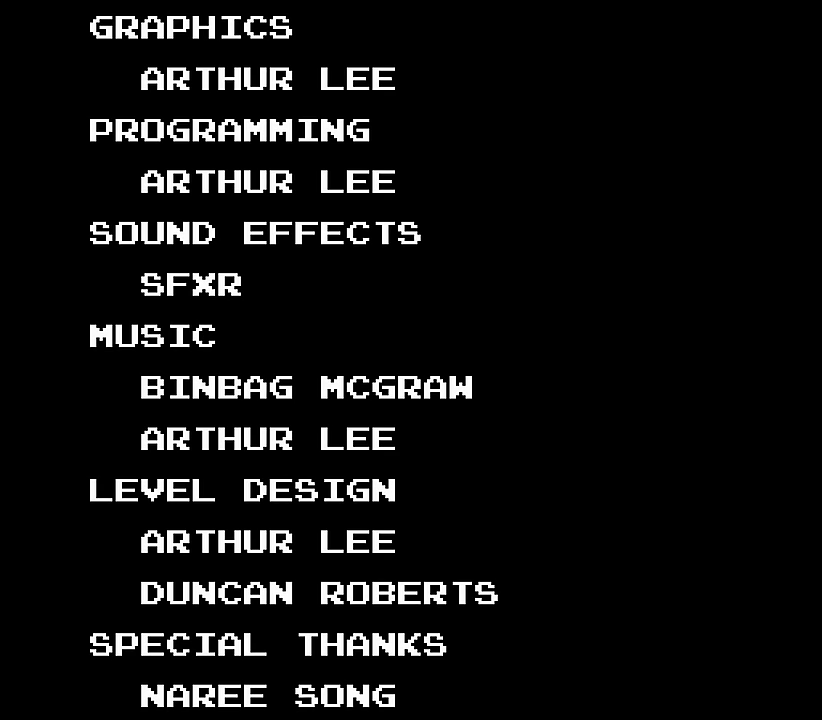 GRAPHICS
ARTHUR LEE
PROGRAMMING
ARTHUR LEE
SOUND EFFECTS
SFXR
MUSIC
BINBAG MCGRAW
ARTHUR LEE
LEVEL DESIGN
ARTHUR LEE
DUNCAN ROBERTS
SPECIAL THANKS
NAREE SONG